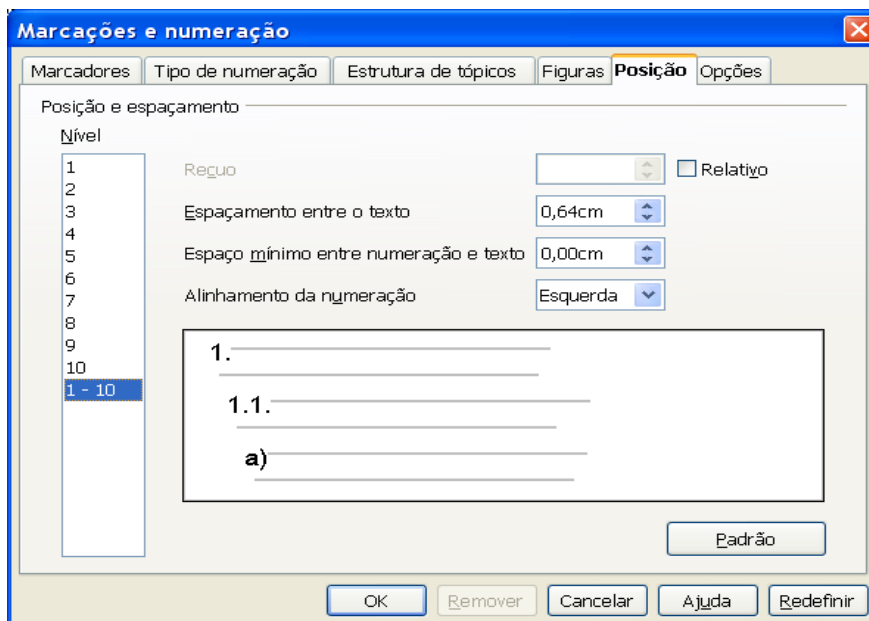 Marcações e numeração
Marcadores Tipo de numeração Estrutura de tópicos Figuras Posição Opções
Posição e espaçamento
Nível
1
2
3
4
5
6
7
8
9
10
1 - 10
Recuo Relativo
Espaçamento entre o texto 0,64cm
Espaço mínimo entre numeração e texto 0,00cm
Alinhamento da numeração Esquerda
1.
1.1.
a)
Padrão
OK Remover Cancelar Ajuda Redefinir